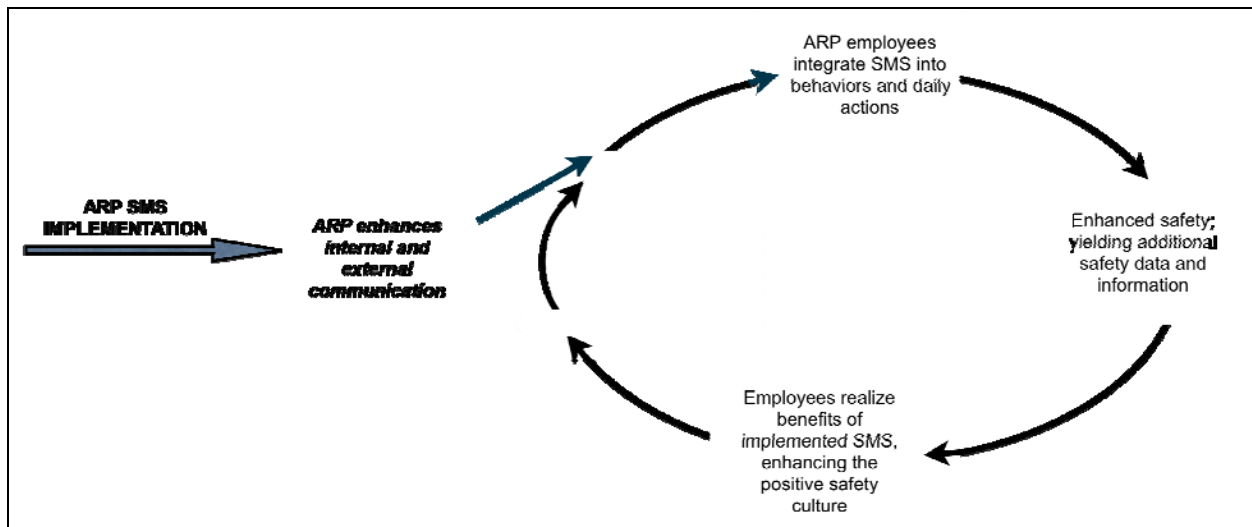 ARP SMS
IMPLEMENTATION
ARP enhances
internal and
external
communication
ARP employees
integrate SMS into
behaviors and daily
actions
Enhanced safety;
yielding additional
safety data and
information
Employees realize
benefits of
implemented SMS,
enhancing the
positive safety
culture